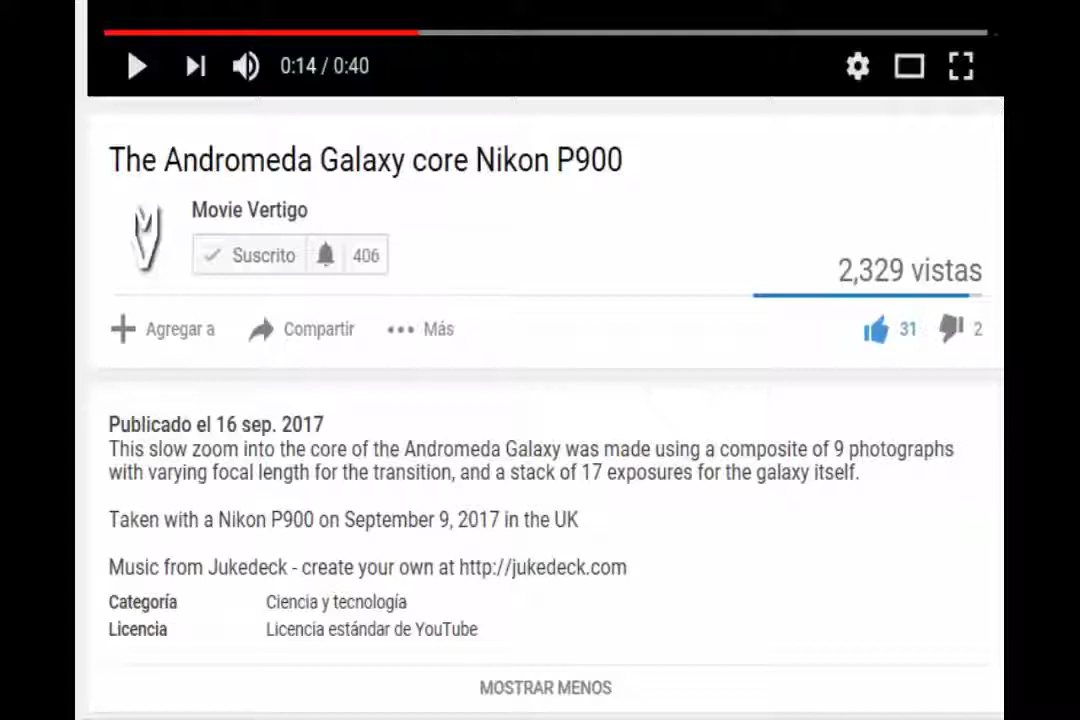 0:14 / 0:40
The Andromeda Galaxy core Nikon P900
Movie Vertigo
Suscrito 406
2,329 vistas
Agregar a Compartir Más 31 2
Publicado el 16 sep. 2017
This slow zoom into the core of the Andromeda Galaxy was made using a composite of 9 photographs
with varying focal length for the transition, and a stack of 17 exposures for the galaxy itself.
Taken with a Nikon P900 on September 9, 2017 in the UK
Music from Jukedeck - create your own at http://jukedeck.com
Categoría Ciencia y tecnología
Licencia Licencia estándar de YouTube
MOSTRAR MENOS